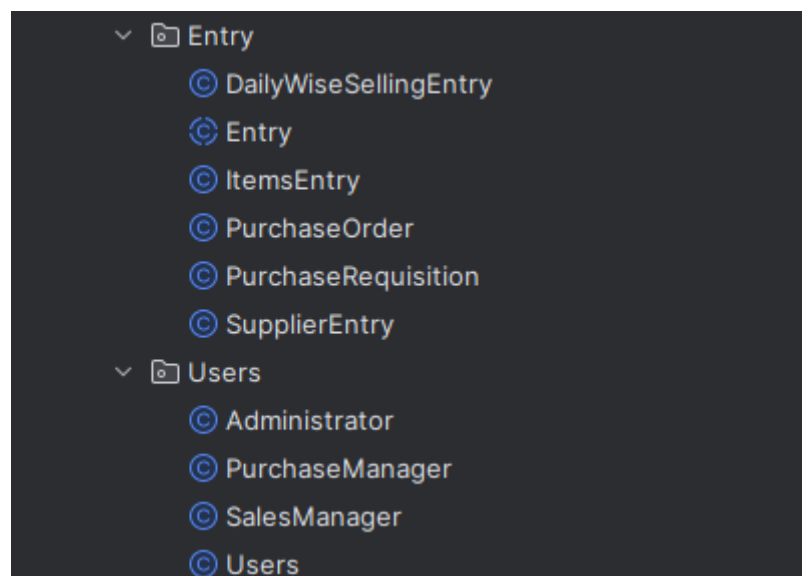 Entry
DailyWiseSellingEntry
Entry
ItemsEntry
PurchaseOrder
PurchaseRequisition
SupplierEntry
Users
Administrator
PurchaseManager
SalesManager
Users